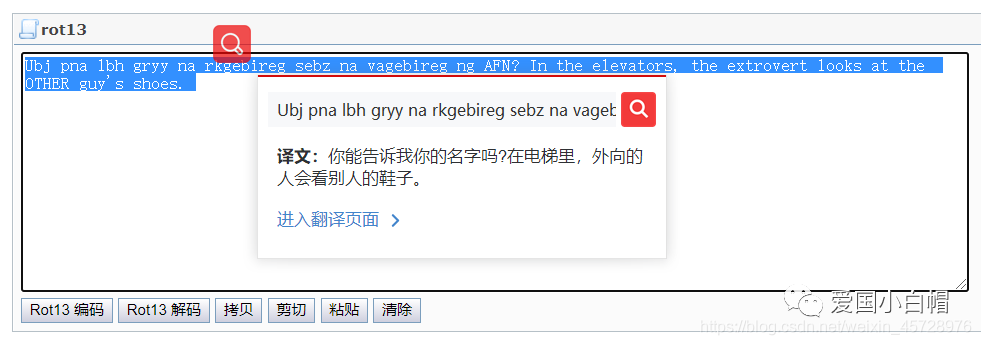 rot13
Ubj pna lbh gryy na rkgebireg sebz na vagebireg ng AFN? In the elevators, the extrovert looks at the
OTHER guy's shoes.
Ubj pna lbh gryy na rkgebireg sebz na vageb
译文：你能告诉我你的名字吗?在电梯里，外向的
人会看别人的鞋子。
进入翻译页面 >
Rot13 编码 Rot13 解码 拷贝 剪切 粘贴 清除
爱国小白帽
https://blog.csdn.net/weixin_45728976